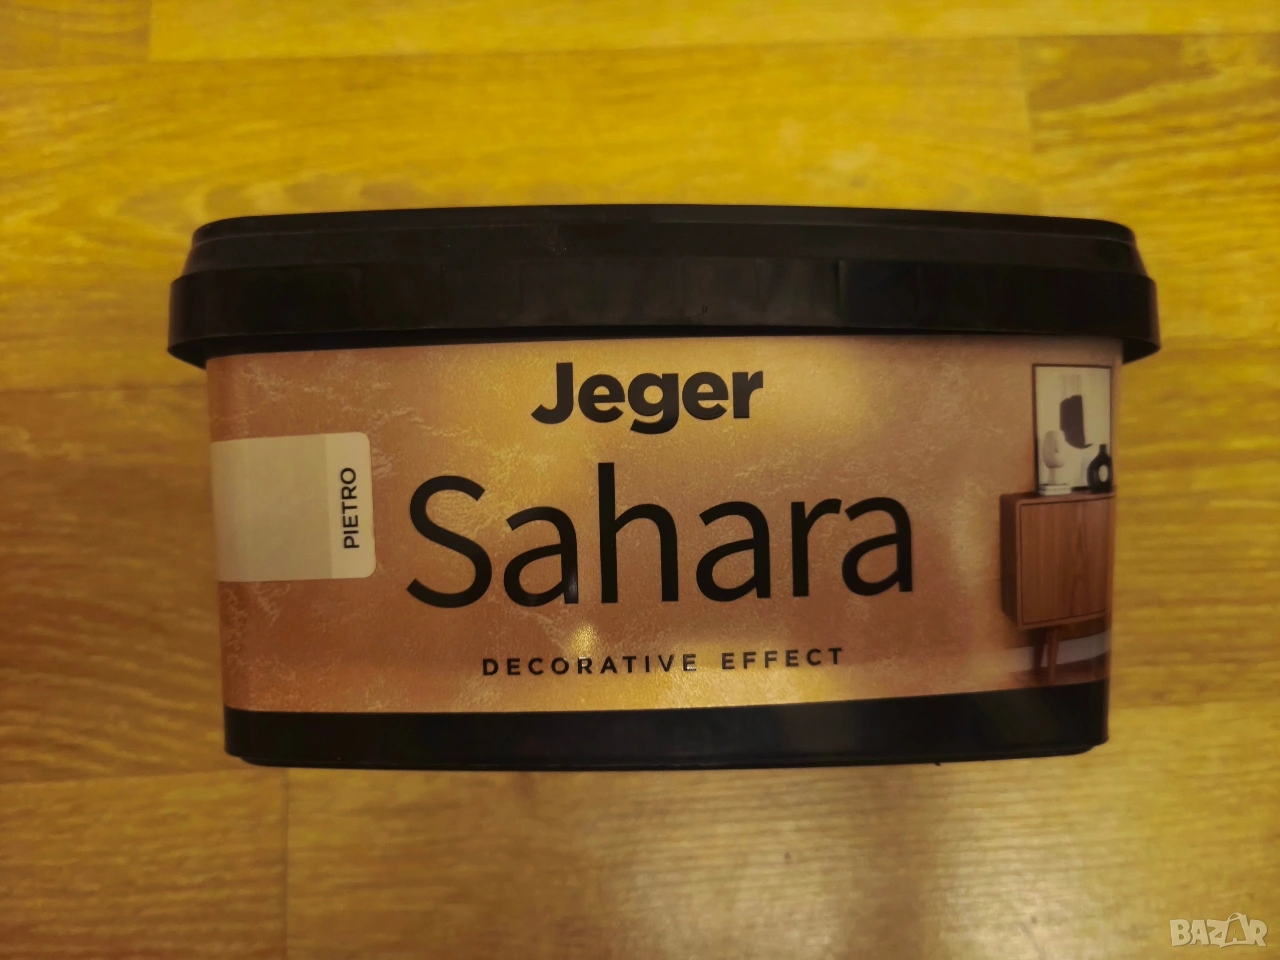 Jeger
Sahara
DECORATIVE EFFECT
PIETRO
BAZAR